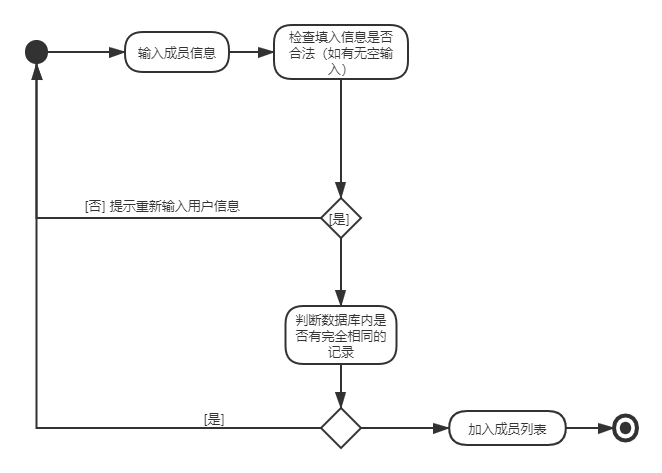 输入成员信息
检查填入信息是否
合法（如有无空输
入）
[否] 提示重新输入用户信息
[是]
判断数据库内是
否有完全相同的
记录
[是]
加入成员列表